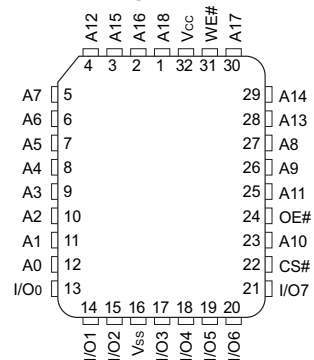 A12 A15 A16 A18 Vcc WE# A17
4 3 2 1 32 31 30
A7 5 29 A14
A6 6 28 A13
A5 7 27 A8
A4 8 26 A9
A3 9 25 A11
A2 10 24 OE#
A1 11 23 A10
A0 12 22 CS#
I/O0 13 21 I/O7
14 15 16 17 18 19 20
I/O1 I/O2 Vss I/O3 I/O4 I/O5 I/O6